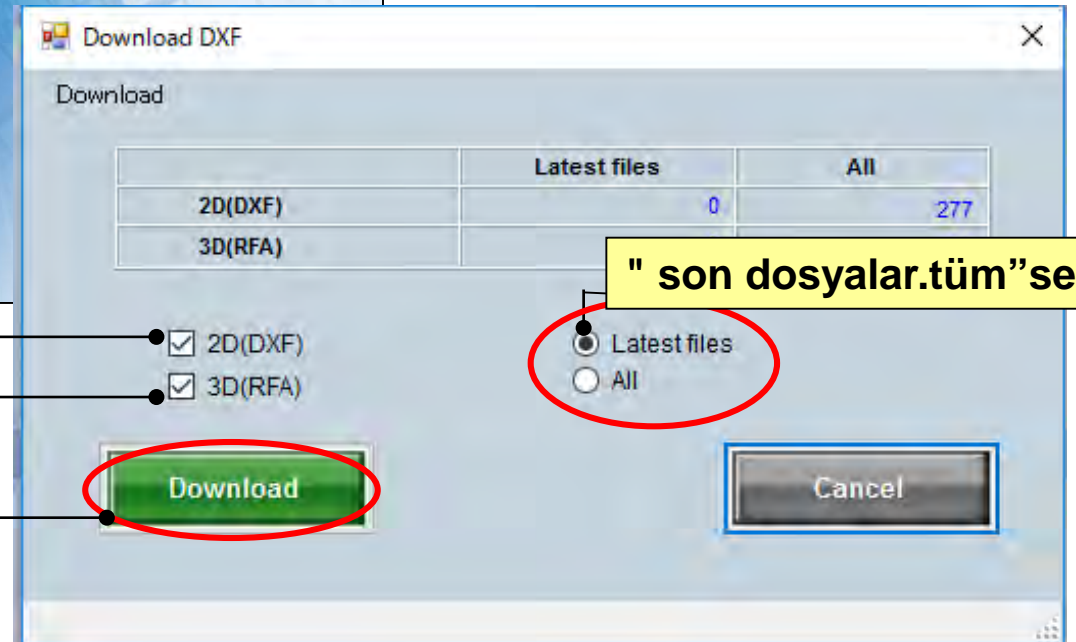 Download DXF
Download
Latest files All
2D(DXF) 0 277
3D(RFA)
" son dosyalar.tüm”se
2D(DXF) Latest files
3D(RFA) All
Download Cancel